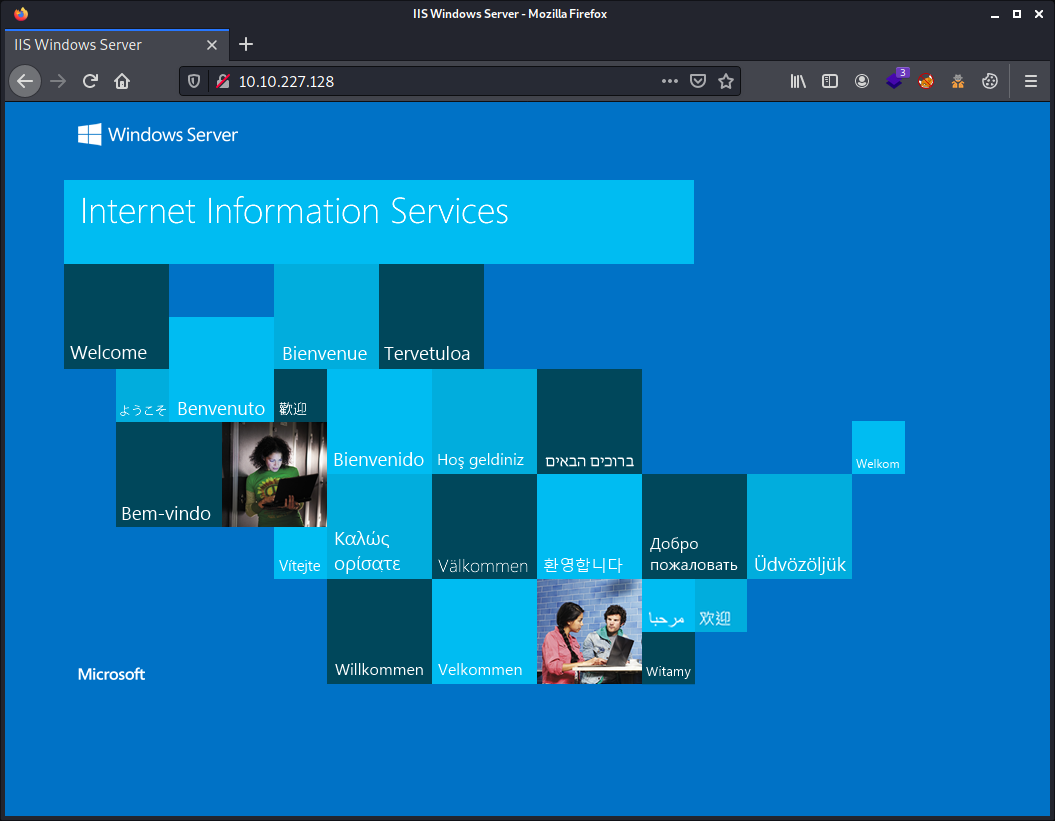 IIS Windows Server - Mozilla Firefox
IIS Windows Server
10.10.227.128
3
Windows Server
Internet Information Services
Welcome
Bienvenue
Tervetuloa
ようこそ
Benvenuto
歡迎
Bienvenido
Hoş geldiniz
ברוכים הבאים
Welkom
Bem-vindo
Vítejte
Καλώς
ορίσατε
Välkommen
환영합니다
Добро
пожаловать
Üdvözöljük
مرحبا
欢迎
Willkommen
Velkommen
Witamy
Microsoft